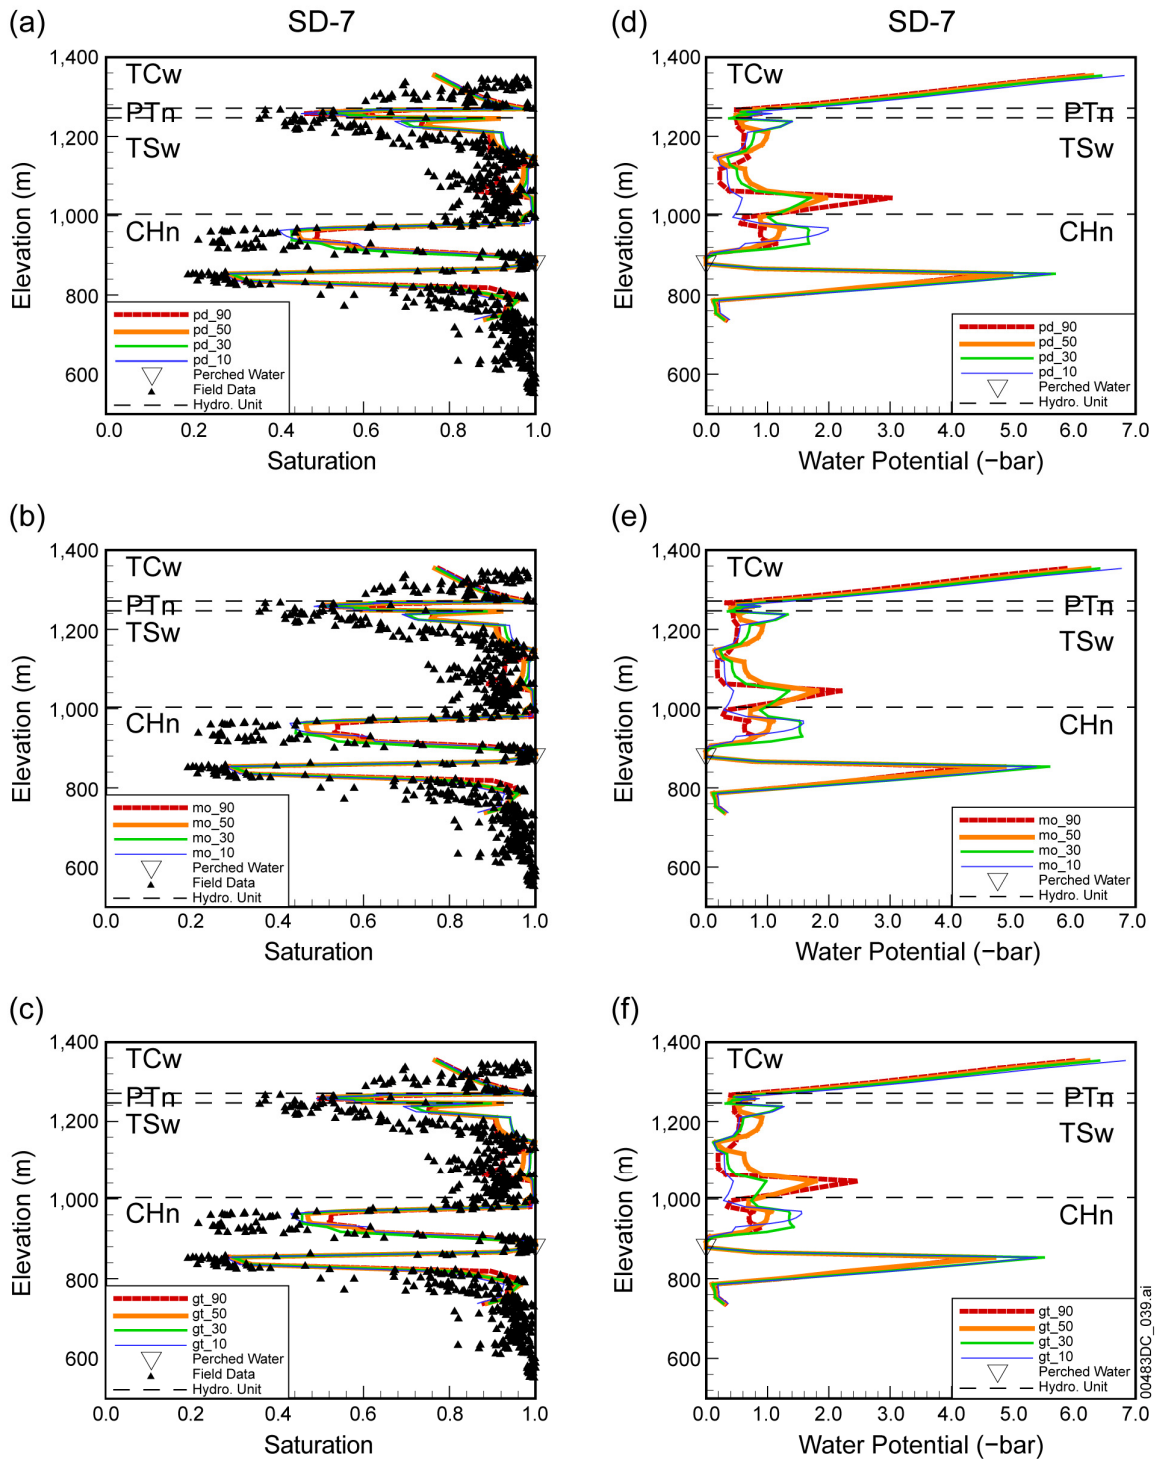 (a) SD-7
1,400
1,200
1,000
800
600
Elevation (m)
TCw
PTn
TSw
CHn
pd_90
pd_50
pd_30
pd_10
Perched Water
Field Data
Hydro. Unit
0.0 0.2 0.4 0.6 0.8 1.0
Saturation
(d) SD-7
1,400
1,200
1,000
800
600
Elevation (m)
TCw
PTn
TSw
CHn
pd_90
pd_50
pd_30
pd_10
Perched Water
Hydro. Unit
0.0 1.0 2.0 3.0 4.0 5.0 6.0 7.0
Water Potential (−bar)
(b)
1,400
1,200
1,000
800
600
Elevation (m)
TCw
PTn
TSw
CHn
mo_90
mo_50
mo_30
mo_10
Perched Water
Field Data
Hydro. Unit
0.0 0.2 0.4 0.6 0.8 1.0
Saturation
(e)
1,400
1,200
1,000
800
600
Elevation (m)
TCw
PTn
TSw
CHn
mo_90
mo_50
mo_30
mo_10
Perched Water
Hydro. Unit
0.0 1.0 2.0 3.0 4.0 5.0 6.0 7.0
Water Potential (−bar)
(c)
1,400
1,200
1,000
800
600
Elevation (m)
TCw
PTn
TSw
CHn
gt_90
gt_50
gt_30
gt_10
Perched Water
Field Data
Hydro. Unit
0.0 0.2 0.4 0.6 0.8 1.0
Saturation
(f)
1,400
1,200
1,000
800
600
Elevation (m)
TCw
PTn
TSw
CHn
gt_90
gt_50
gt_30
gt_10
Perched Water
Hydro. Unit
0.0 1.0 2.0 3.0 4.0 5.0 6.0 7.0
Water Potential (−bar)
00483DC_039.ai